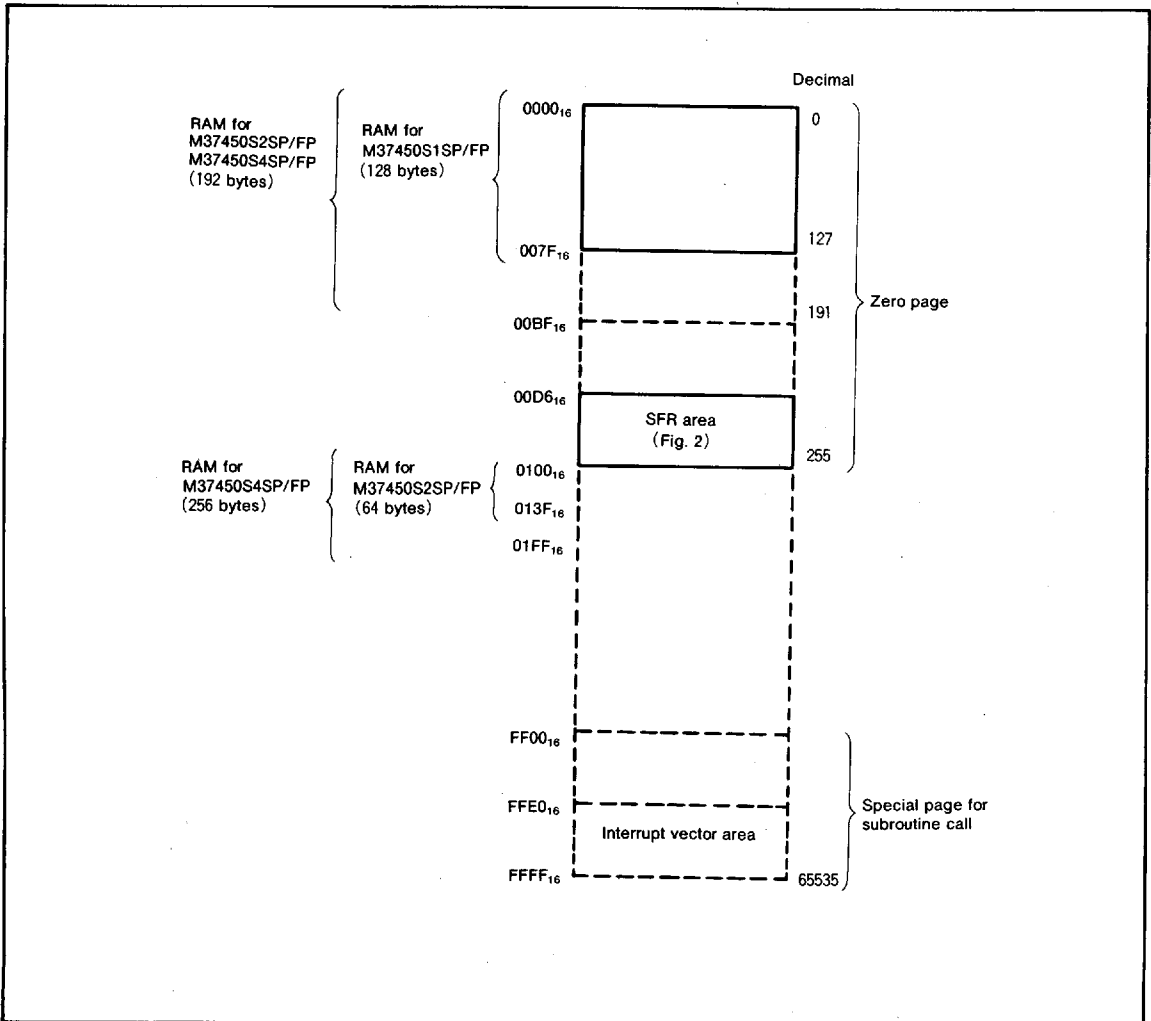 Decimal
RAM for
M37450S2SP/FP
M37450S4SP/FP
(192 bytes)
RAM for
M37450S1SP/FP
(128 bytes)
0000₁₆
0
127
007F₁₆
191
00BF₁₆
Zero page
00D6₁₆
SFR area
(Fig. 2)
255
RAM for
M37450S4SP/FP
(256 bytes)
RAM for
M37450S2SP/FP
(64 bytes)
0100₁₆
013F₁₆
01FF₁₆
FF00₁₆
FFE0₁₆
Special page for
subroutine call
Interrupt vector area
FFFF₁₆
65535